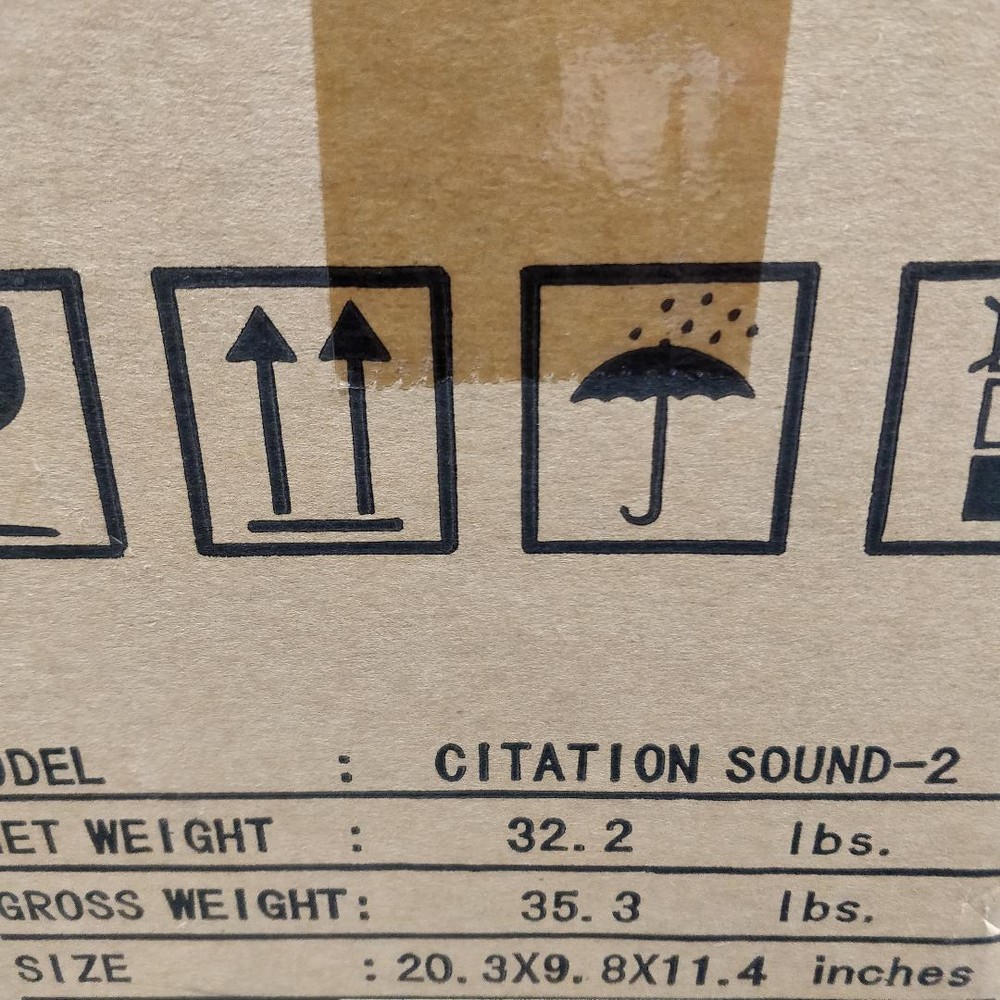 ODEL : CITATION SOUND-2
ET WEIGHT : 32.2 lbs.
GROSS WEIGHT: 35.3 lbs.
SIZE : 20.3X9.8X11.4 inches